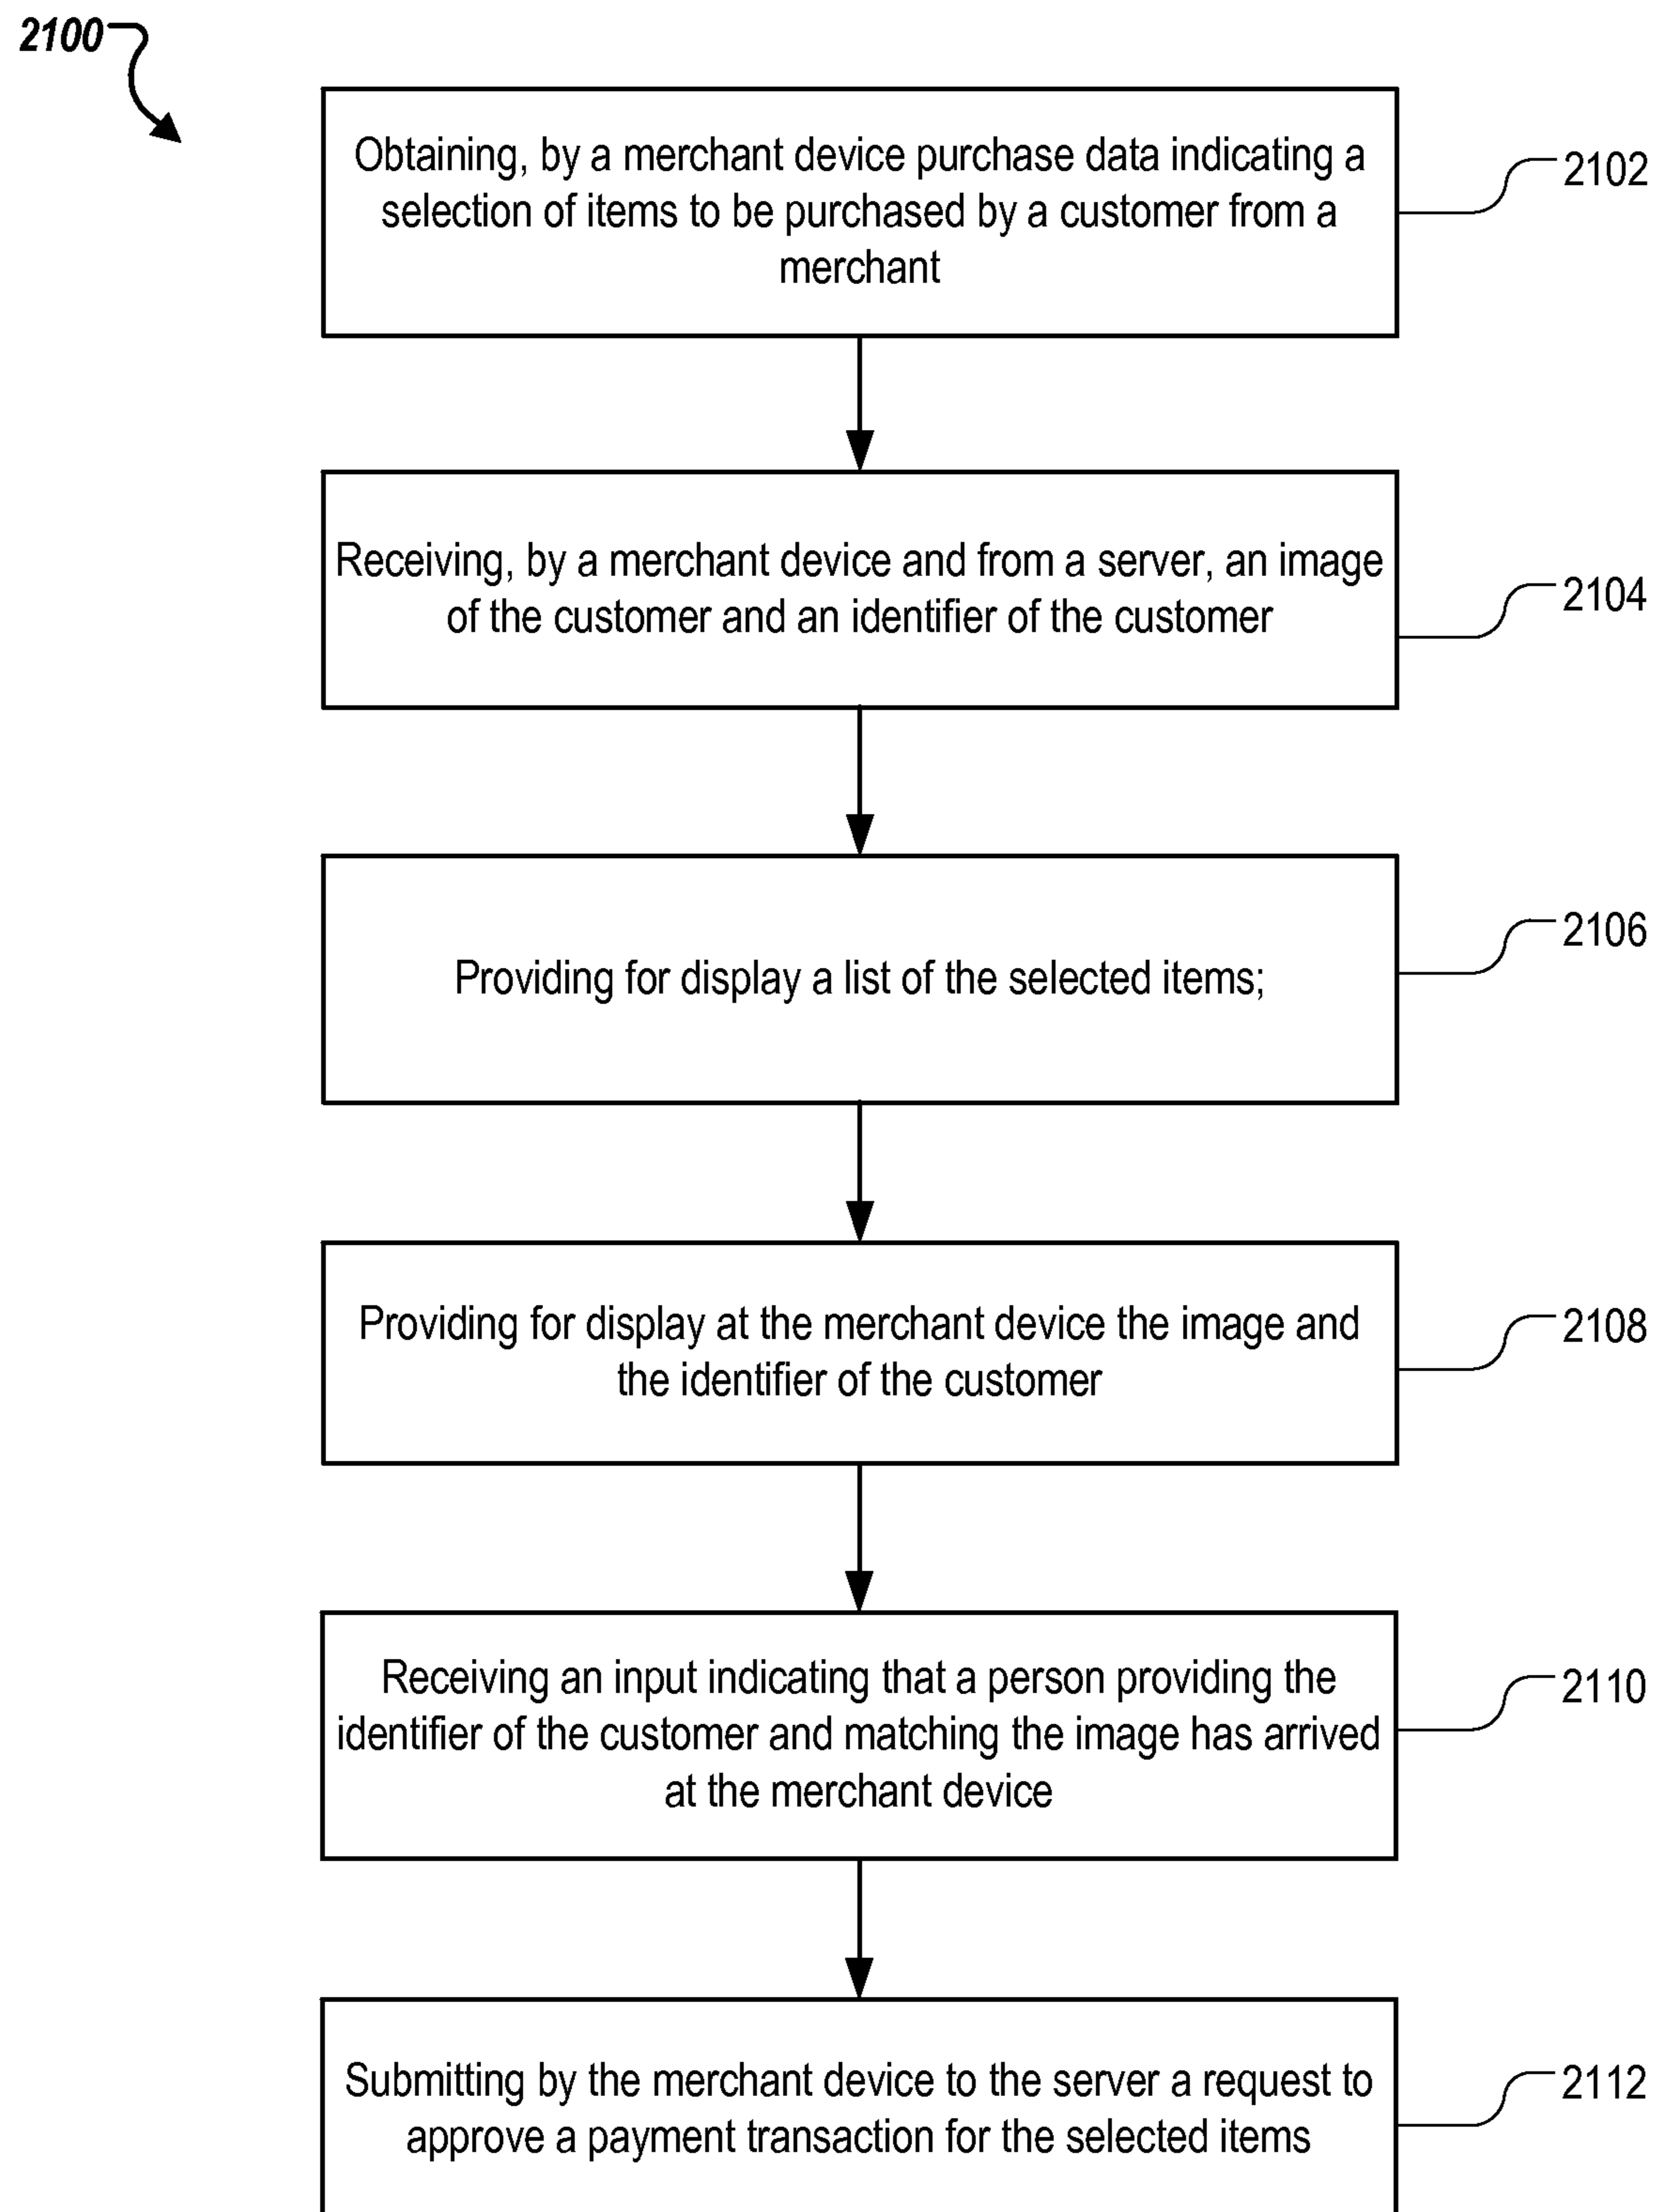 2100
Obtaining, by a merchant device purchase data indicating a
selection of items to be purchased by a customer from a
merchant
2102
Receiving, by a merchant device and from a server, an image
of the customer and an identifier of the customer
2104
Providing for display a list of the selected items;
2106
Providing for display at the merchant device the image and
the identifier of the customer
2108
Receiving an input indicating that a person providing the
identifier of the customer and matching the image has arrived
at the merchant device
2110
Submitting by the merchant device to the server a request to
approve a payment transaction for the selected items
2112